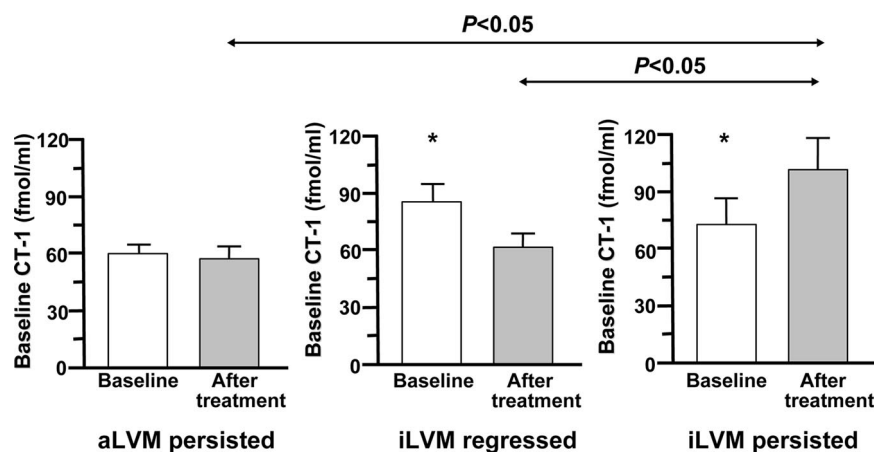 P<0.05
P<0.05
Baseline CT-1 (fmol/ml)
120
90
60
30
0
Baseline
After
treatment
aLVM persisted
Baseline CT-1 (fmol/ml)
120
90
60
30
0
*
Baseline
After
treatment
iLVM regressed
Baseline CT-1 (fmol/ml)
120
90
60
30
0
*
Baseline
After
treatment
iLVM persisted